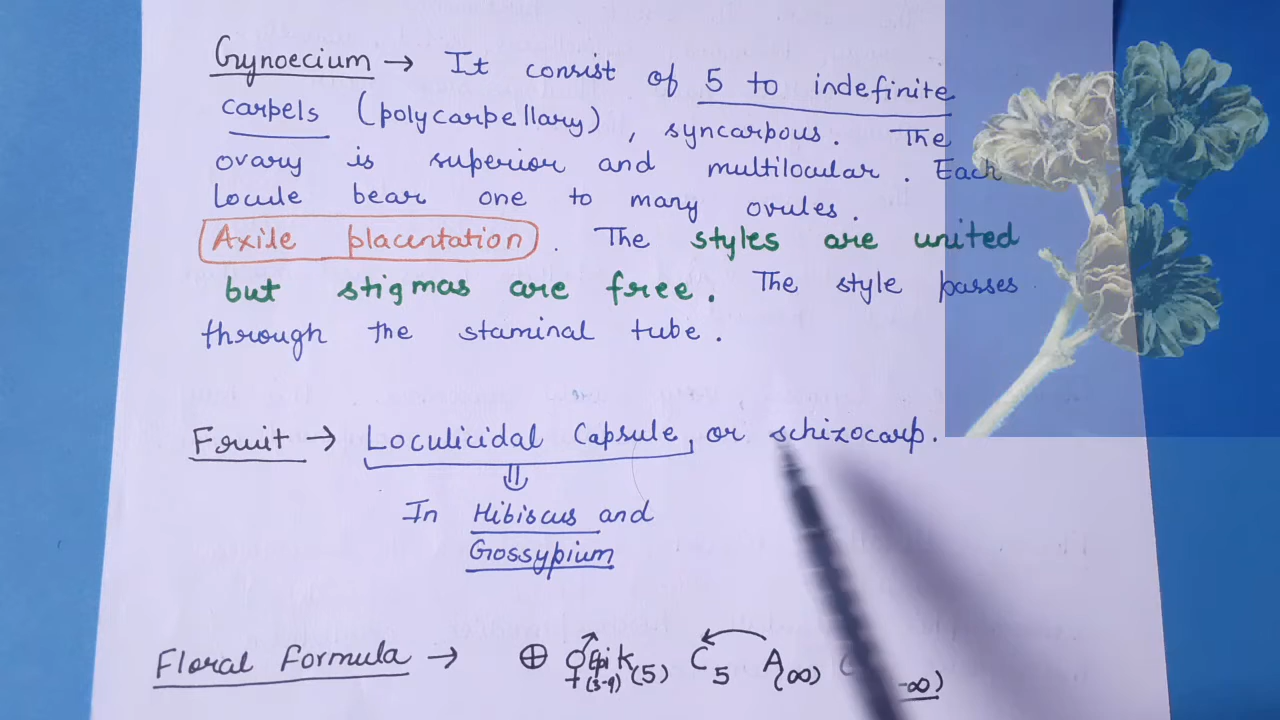 Gynoecium → It consist of 5 to indefinite
carpels (polycarpellary), syncarpous. The
ovary is superior and multilocular. Each
locule bear one to many ovules.
Axile placentation. The styles are united
but stigmas are free. The style passes
through the staminal tube.
Fruit → Loculicidal Capsule, or schizocarp.
⇓
In Hibiscus and
Gossypium
Floral Formula → ⊕ ⚥ Epik(3-9) K(5) C5 A(∞) -∞)